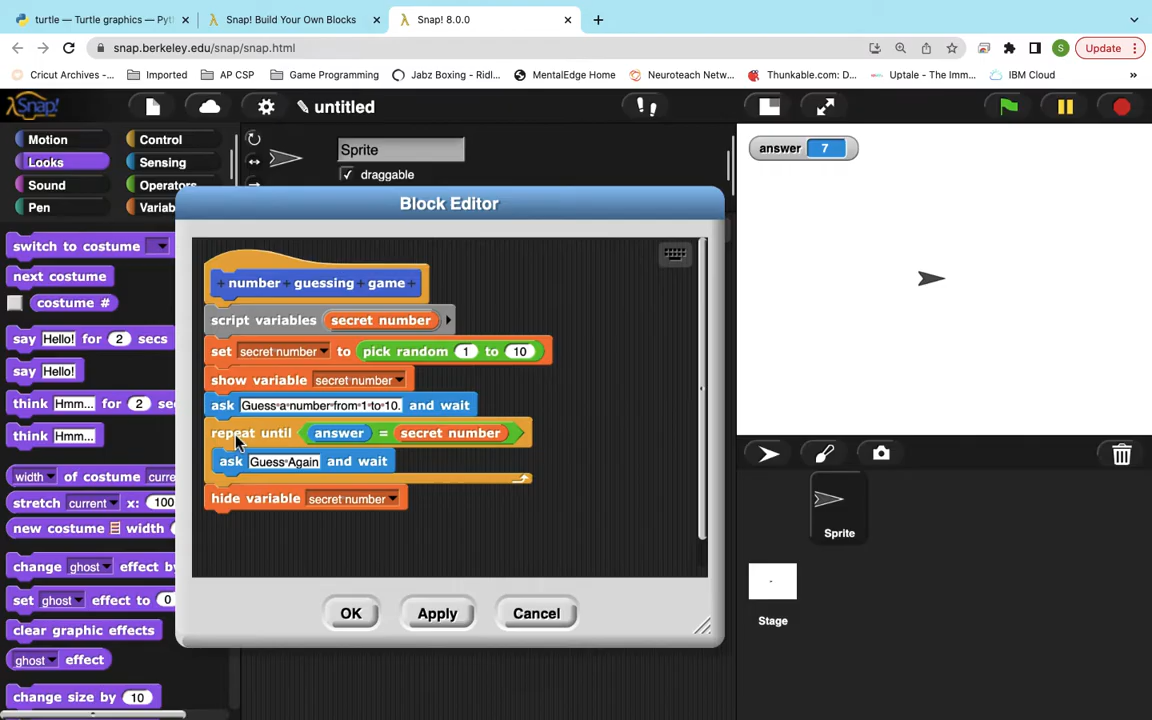 turtle — Turtle graphics — Pyt
Snap! Build Your Own Blocks
Snap! 8.0.0
snap.berkeley.edu/snap/snap.html
S
Update
Cricut Archives -...
Imported
AP CSP
Game Programming
Jabz Boxing - Ridl...
MentalEdge Home
Neuroteach Netw...
Thunkable.com: D...
Uptale - The Imm...
IBM Cloud
Snap!
untitled
Motion
Control
Looks
Sensing
Sound
Operators
Pen
Variab
Sprite
draggable
answer 7
switch to costume
next costume
costume #
say Hello! for 2 secs
say Hello!
think Hmm... for 2 se
think Hmm...
width of costume curre
stretch current x: 100
new costume width
change ghost effect by
set ghost effect to 0
clear graphic effects
ghost effect
change size by 10
Block Editor
+ number + guessing + game +
script variables secret number
set secret number to pick random 1 to 10
show variable secret number
ask Guess a number from 1 to 10. and wait
repeat until answer = secret number
ask Guess Again and wait
hide variable secret number
OK
Apply
Cancel
Sprite
Stage